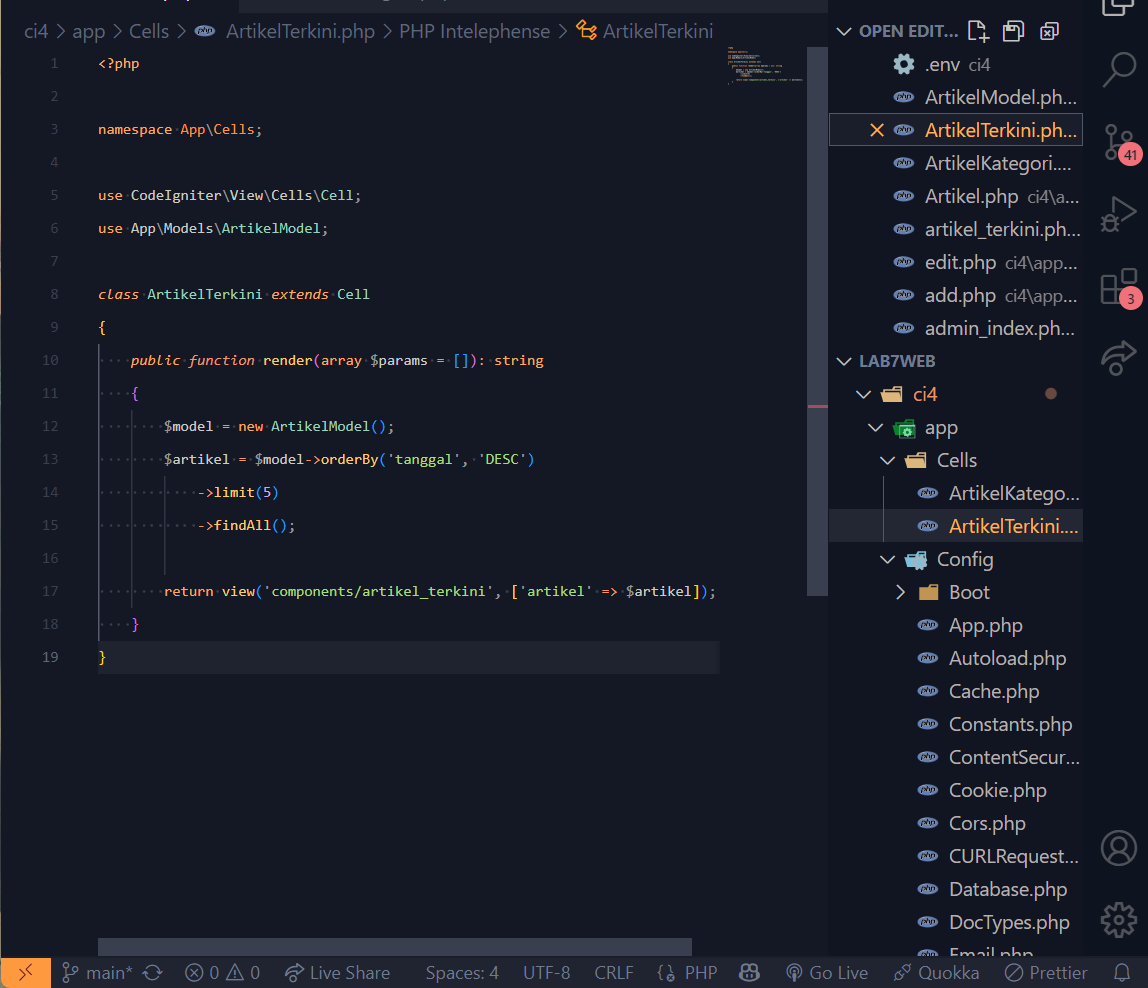 ci4 > app > Cells > ArtikelTerkini.php > PHP Intelephense > ArtikelTerkini
1 <?php
2
3 namespace App\Cells;
4
5 use CodeIgniter\View\Cells\Cell;
6 use App\Models\ArtikelModel;
7
8 class ArtikelTerkini extends Cell
9 {
10 public function render(array $params = []): string
11 {
12 $model = new ArtikelModel();
13 $artikel = $model->orderBy('tanggal', 'DESC')
14 ->limit(5)
15 ->findAll();
16
17 return view('components/artikel_terkini', ['artikel' => $artikel]);
18 }
19 }
OPEN EDIT...
.env ci4
ArtikelModel.ph...
ArtikelTerkini.ph...
ArtikelKategori....
Artikel.php ci4\a...
artikel_terkini.ph...
edit.php ci4\app...
add.php ci4\app...
admin_index.ph...
LAB7WEB
ci4
app
Cells
ArtikelKatego...
ArtikelTerkini....
Config
Boot
App.php
Autoload.php
Cache.php
Constants.php
ContentSecur...
Cookie.php
Cors.php
CURLRequest...
Database.php
DocTypes.php
Email.php
41
3
main* 0 0 Live Share Spaces: 4 UTF-8 CRLF PHP Go Live Quokka Prettier